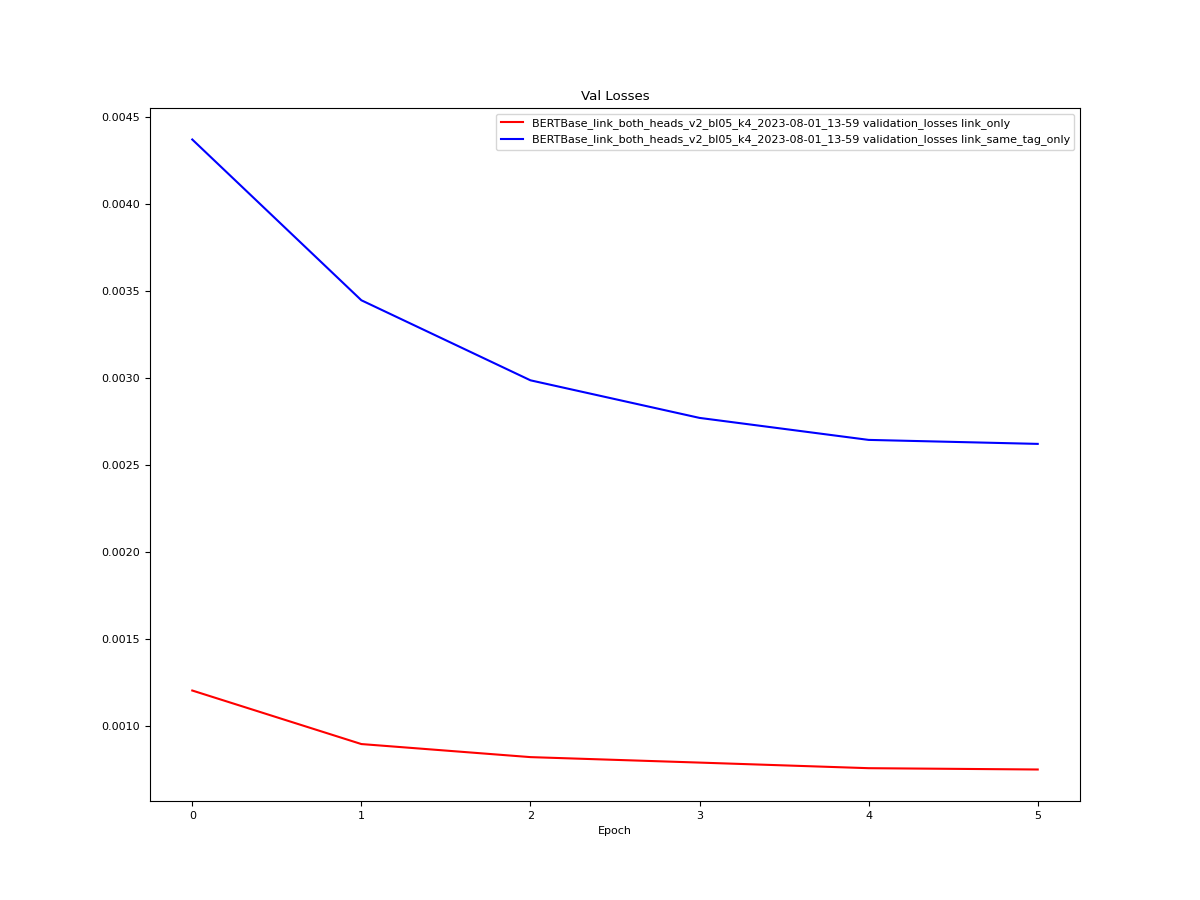 Val Losses
BERTBase_link_both_heads_v2_bl05_k4_2023-08-01_13-59 validation_losses link_only
BERTBase_link_both_heads_v2_bl05_k4_2023-08-01_13-59 validation_losses link_same_tag_only
0.0045
0.0040
0.0035
0.0030
0.0025
0.0020
0.0015
0.0010
0 1 2 3 4 5
Epoch